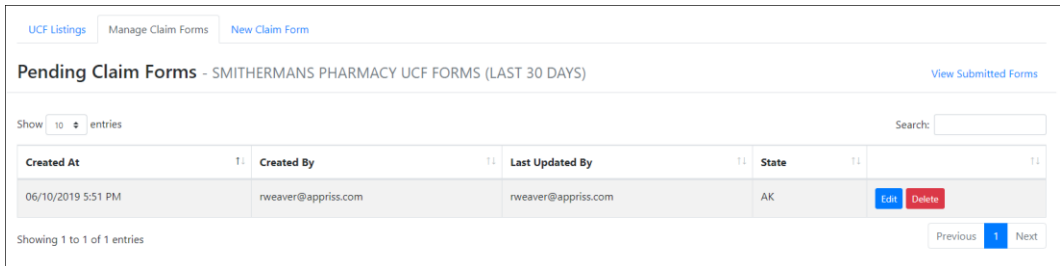 UCF Listings Manage Claim Forms New Claim Form
Pending Claim Forms - SMITHERMANS PHARMACY UCF FORMS (LAST 30 DAYS) View Submitted Forms
Show 10 entries Search:
Created At Created By Last Updated By State
06/10/2019 5:51 PM rweaver@appriss.com rweaver@appriss.com AK Edit Delete
Showing 1 to 1 of 1 entries Previous 1 Next